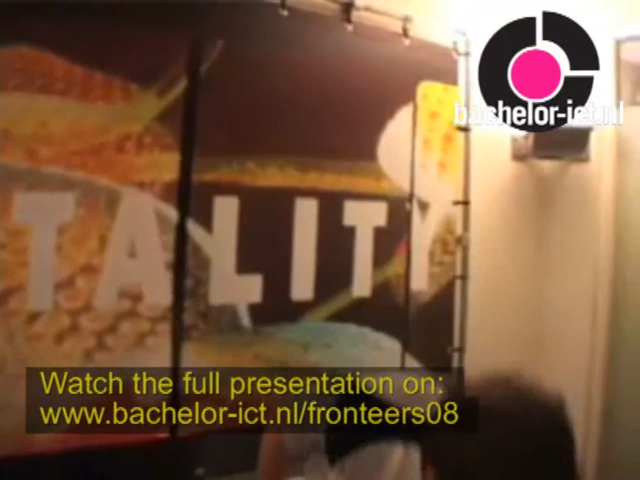 bachelor-ict.nl
TALITY
Watch the full presentation on:
www.bachelor-ict.nl/fronteers08